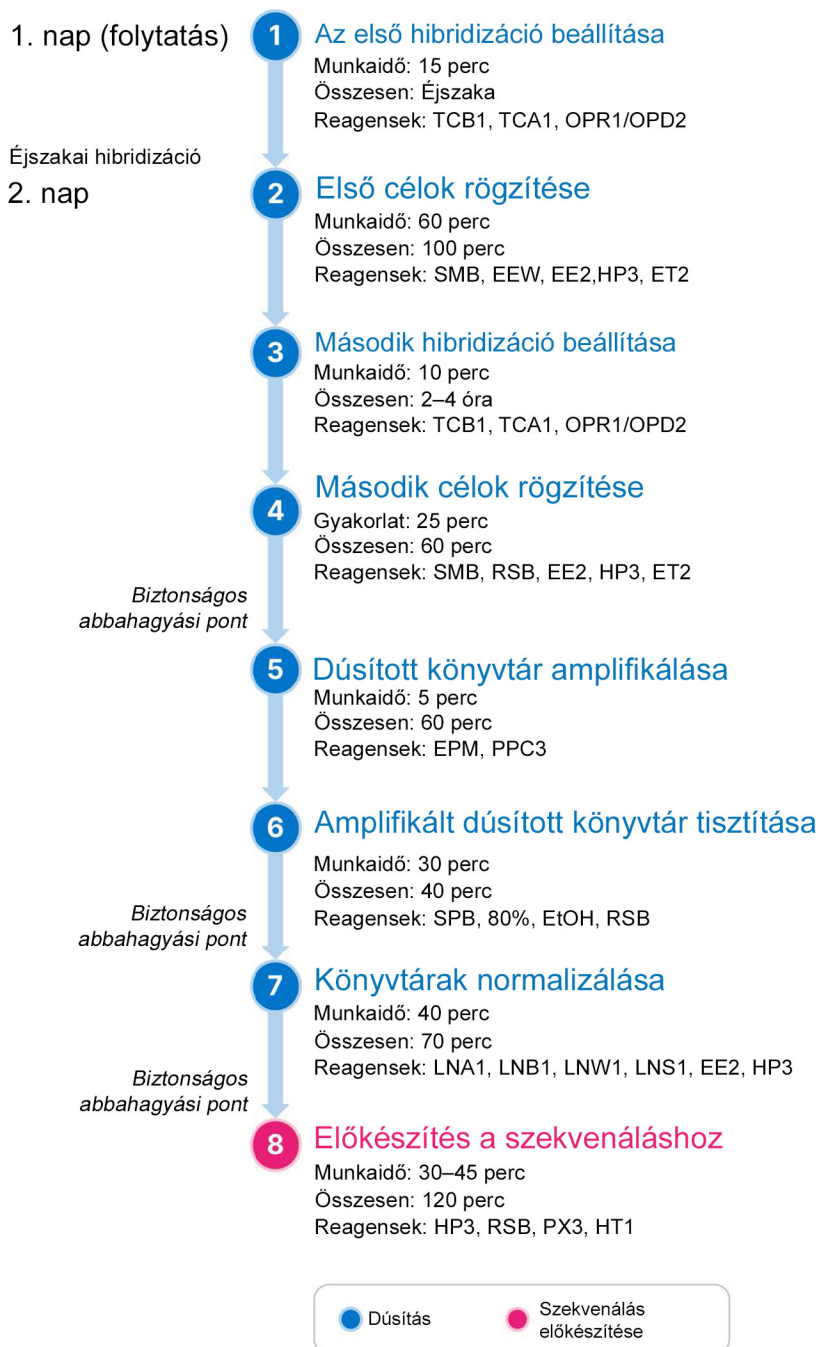 1. nap (folytatás)
1
Az első hibridizáció beállítása
Munkaidő: 15 perc
Összesen: Éjszaka
Reagensek: TCB1, TCA1, OPR1/OPD2
Éjszakai hibridizáció
2. nap
2
Első célok rögzítése
Munkaidő: 60 perc
Összesen: 100 perc
Reagensek: SMB, EEW, EE2,HP3, ET2
3
Második hibridizáció beállítása
Munkaidő: 10 perc
Összesen: 2–4 óra
Reagensek: TCB1, TCA1, OPR1/OPD2
4
Második célok rögzítése
Gyakorlat: 25 perc
Összesen: 60 perc
Reagensek: SMB, RSB, EE2, HP3, ET2
Biztonságos
abbahagyási pont
5
Dúsított könyvtár amplifikálása
Munkaidő: 5 perc
Összesen: 60 perc
Reagensek: EPM, PPC3
6
Amplifikált dúsított könyvtár tisztítása
Munkaidő: 30 perc
Összesen: 40 perc
Reagensek: SPB, 80%, EtOH, RSB
Biztonságos
abbahagyási pont
7
Könyvtárak normalizálása
Munkaidő: 40 perc
Összesen: 70 perc
Reagensek: LNA1, LNB1, LNW1, LNS1, EE2, HP3
Biztonságos
abbahagyási pont
8
Előkészítés a szekvenáláshoz
Munkaidő: 30–45 perc
Összesen: 120 perc
Reagensek: HP3, RSB, PX3, HT1
Dúsítás
Szekvenálás
előkészítése